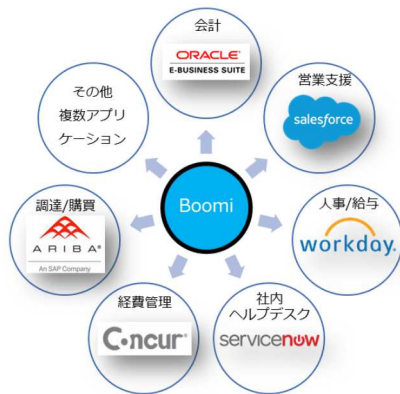 会計
ORACLE®
E-BUSINESS SUITE
営業支援
salesforce
人事/給与
workday®
社内
ヘルプデスク
servicenow
経費管理
C•ncur®
調達/購買
ARIBA®
An SAP Company
その他
複数アプリ
ケーション
Boomi